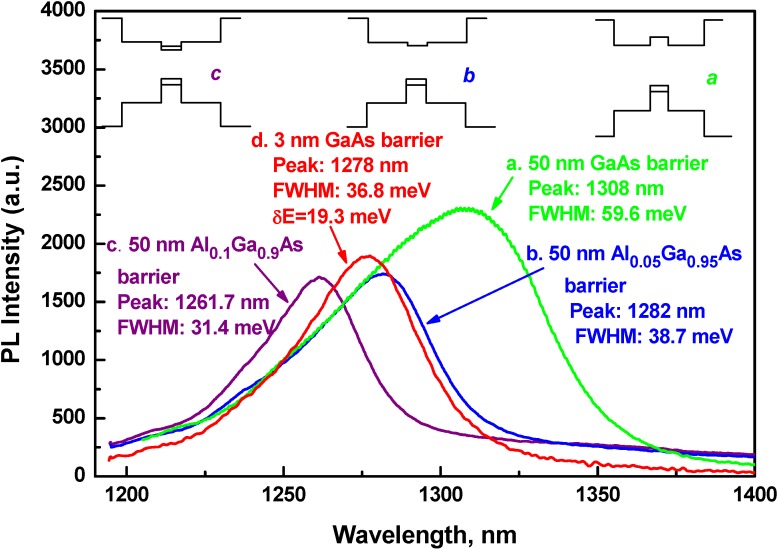 4000
3500
3000
2500
2000
1500
1000
500
0
PL Intensity (a.u.)
c
b
a
d. 3 nm GaAs barrier
Peak: 1278 nm
FWHM: 36.8 meV
δE=19.3 meV
a. 50 nm GaAs barrier
Peak: 1308 nm
FWHM: 59.6 meV
c. 50 nm Al0.1Ga0.9As
barrier
Peak: 1261.7 nm
FWHM: 31.4 meV
b. 50 nm Al0.05Ga0.95As
barrier
Peak: 1282 nm
FWHM: 38.7 meV
1200 1250 1300 1350 1400
Wavelength, nm